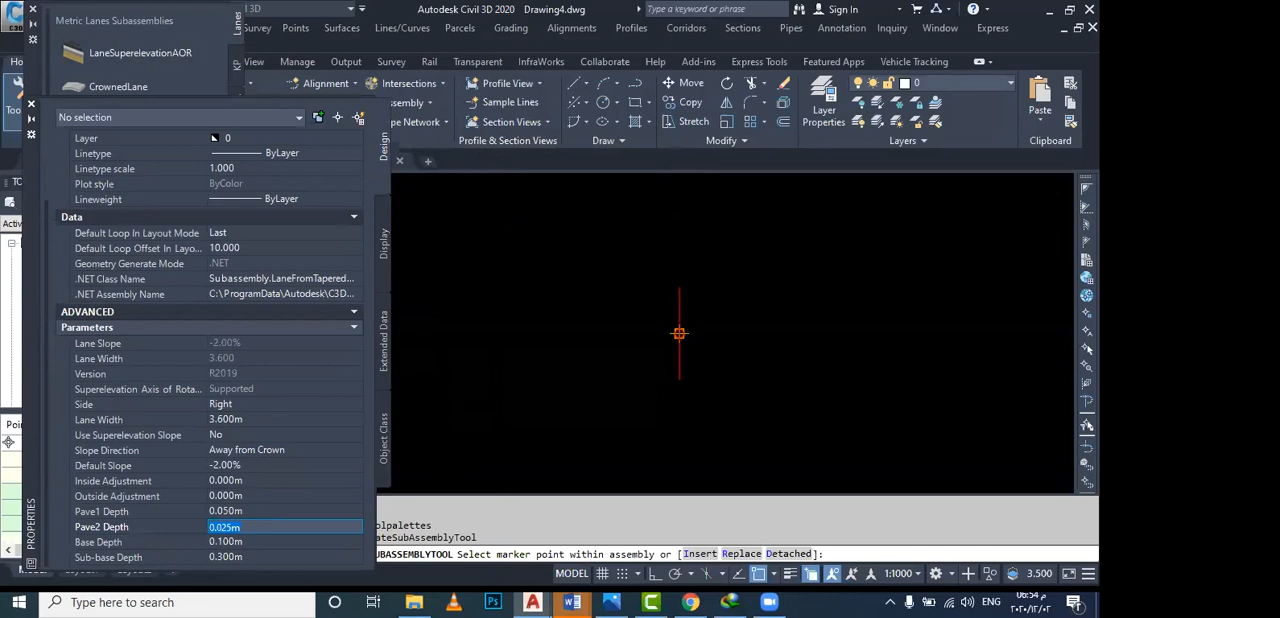 Metric Lanes Subassemblies
LaneSuperelevationAOR
CrownedLane
Lanes
KP
3D
Autodesk Civil 3D 2020 Drawing4.dwg
Type a keyword or phrase
Sign In
Survey Points Surfaces Lines/Curves Parcels Grading Alignments Profiles Corridors Sections Pipes Annotation Inquiry Window Express
View Manage Output Survey Rail Transparent InfraWorks Collaborate Help Add-ins Express Tools Featured Apps Vehicle Tracking
Alignment Intersections Profile View Move 0
Sample Lines Copy
Section Views Stretch
Layer Properties
Paste
Profile & Section Views Draw Modify Layers Clipboard
No selection
Layer 0
Linetype ByLayer
Linetype scale 1.000
Plot style ByColor
Lineweight ByLayer
Data
Default Loop In Layout Mode Last
Default Loop Offset In Layo... 10.000
Geometry Generate Mode .NET
.NET Class Name Subassembly.LaneFromTapered...
.NET Assembly Name C:\ProgramData\Autodesk\C3D...
ADVANCED
Parameters
Lane Slope -2.00%
Lane Width 3.600
Version R2019
Superelevation Axis of Rota... Supported
Side Right
Lane Width 3.600m
Use Superelevation Slope No
Slope Direction Away from Crown
Default Slope -2.00%
Inside Adjustment 0.000m
Outside Adjustment 0.000m
Pave1 Depth 0.050m
Pave2 Depth 0.025m
Base Depth 0.100m
Sub-base Depth 0.300m
Design
Display
Extended Data
Object Class
PROPERTIES
SUBASSEMBLYTOOL Select marker point within assembly or [Insert Replace Detached]:
MODEL 1:1000 3.500
Type here to search
ENG
٠٦:٥٤ م
٢٠٢٠/١٢/٠٢